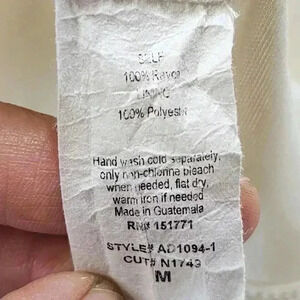 SELF
100% Rayon
LINING
100% Polyester
Hand wash cold separately,
only non-chlorine bleach
when needed, flat dry,
warm iron if needed
Made in Guatemala
RN# 151771
STYLE# AD1094-1
CUT# N1743
M